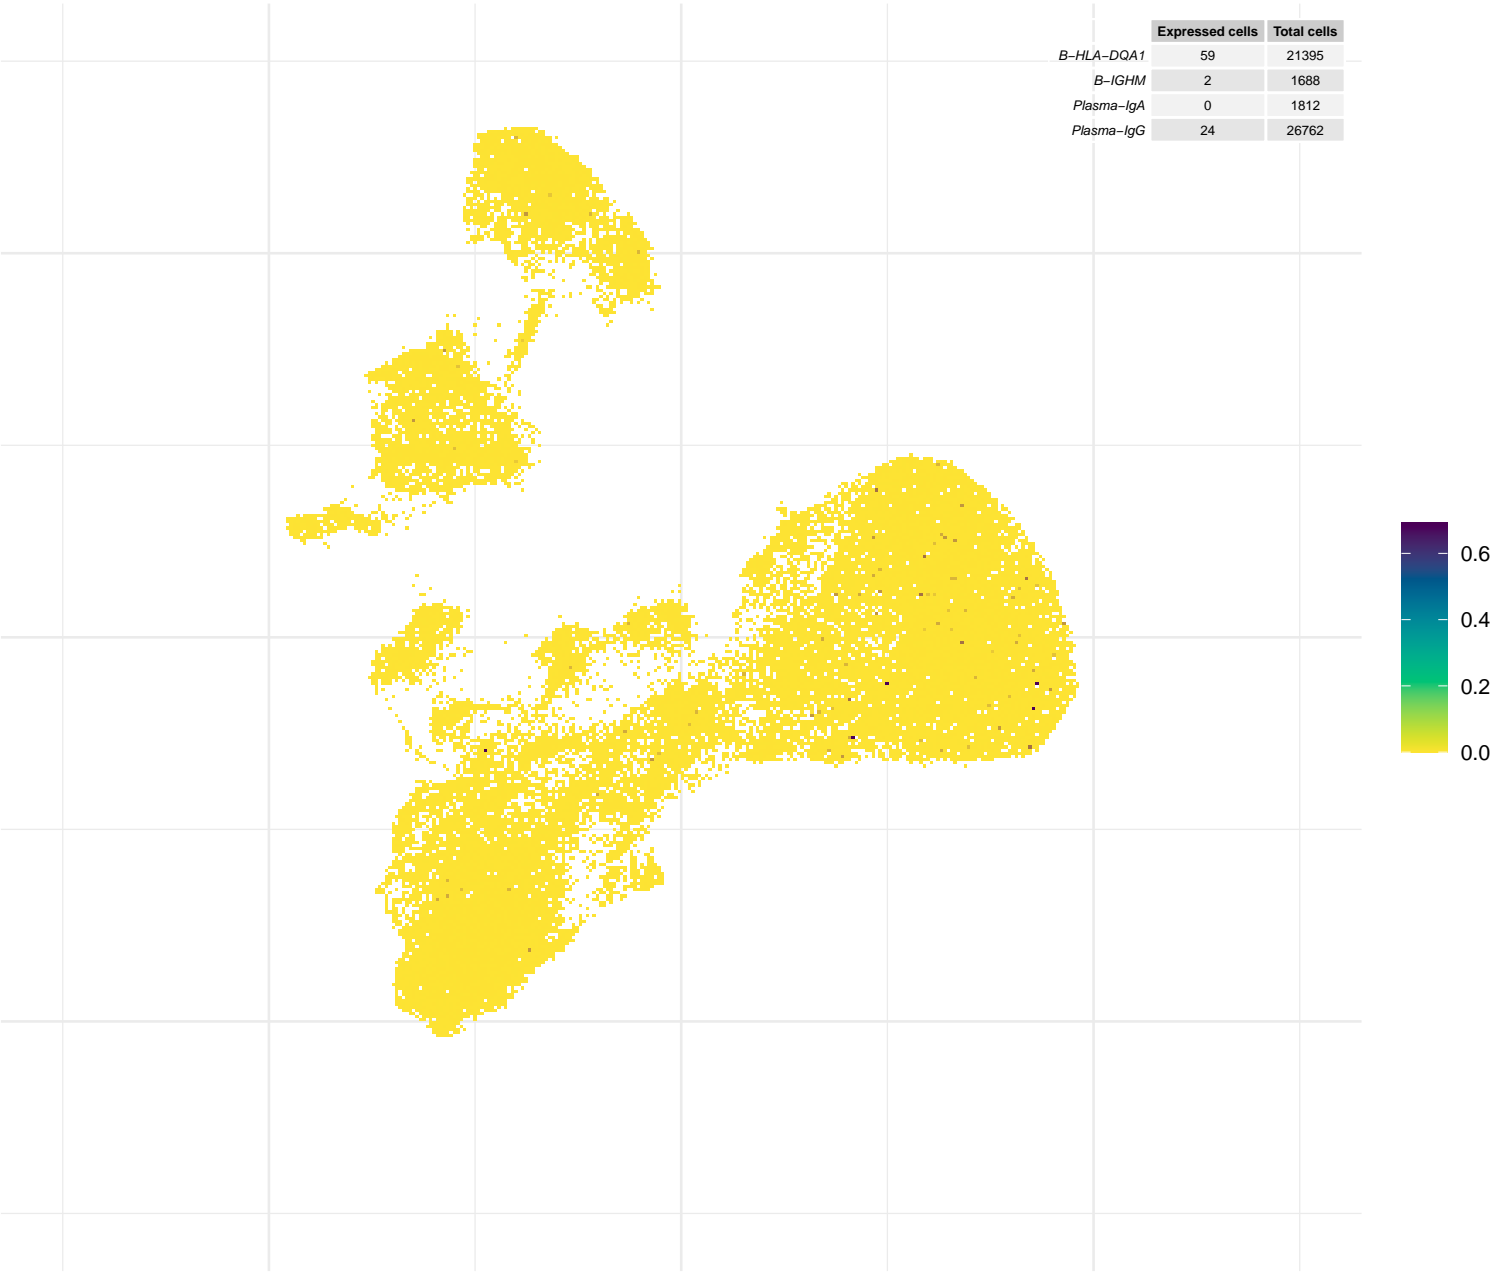 Expressed cells Total cells
B−HLA−DQA1 59 21395
B−IGHM 2 1688
Plasma−IgA 0 1812
Plasma−IgG 24 26762
0.6
0.4
0.2
0.0